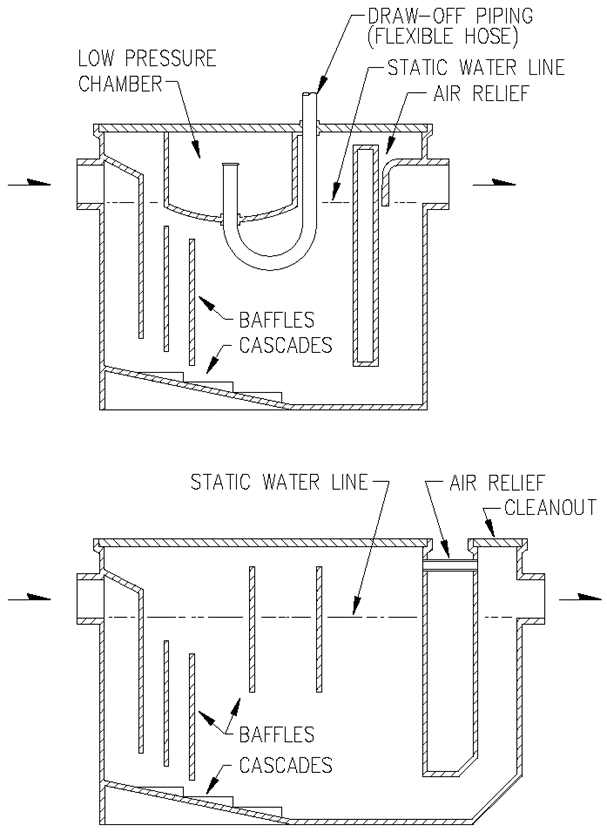 DRAW-OFF PIPING
(FLEXIBLE HOSE)
LOW PRESSURE
CHAMBER
STATIC WATER LINE
AIR RELIEF
BAFFLES
CASCADES
STATIC WATER LINE
AIR RELIEF
CLEANOUT
BAFFLES
CASCADES